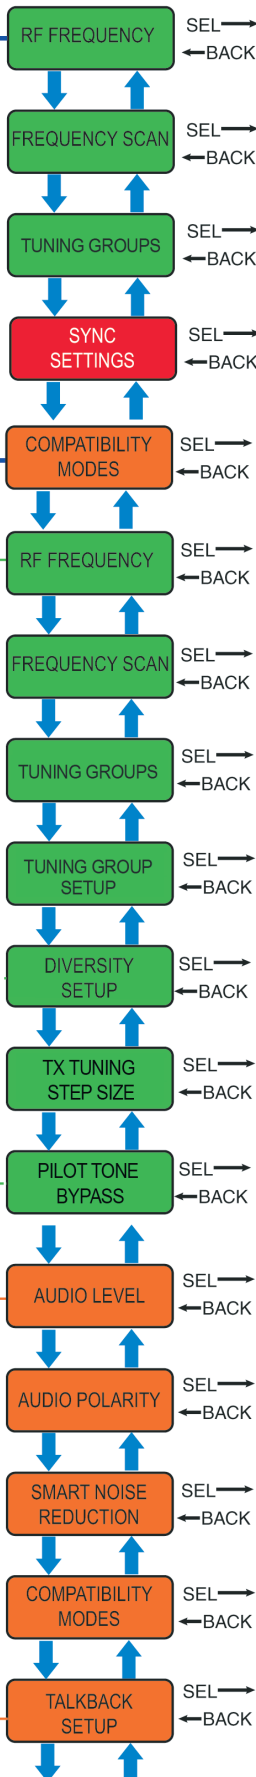 RF FREQUENCY
SEL
BACK
FREQUENCY SCAN
SEL
BACK
TUNING GROUPS
SEL
BACK
SYNC
SETTINGS
SEL
BACK
COMPATIBILITY
MODES
SEL
BACK
RF FREQUENCY
SEL
BACK
FREQUENCY SCAN
SEL
BACK
TUNING GROUPS
SEL
BACK
TUNING GROUP
SETUP
SEL
BACK
DIVERSITY
SETUP
SEL
BACK
TX TUNING
STEP SIZE
SEL
BACK
PILOT TONE
BYPASS
SEL
BACK
AUDIO LEVEL
SEL
BACK
AUDIO POLARITY
SEL
BACK
SMART NOISE
REDUCTION
SEL
BACK
COMPATIBILITY
MODES
SEL
BACK
TALKBACK
SETUP
SEL
BACK